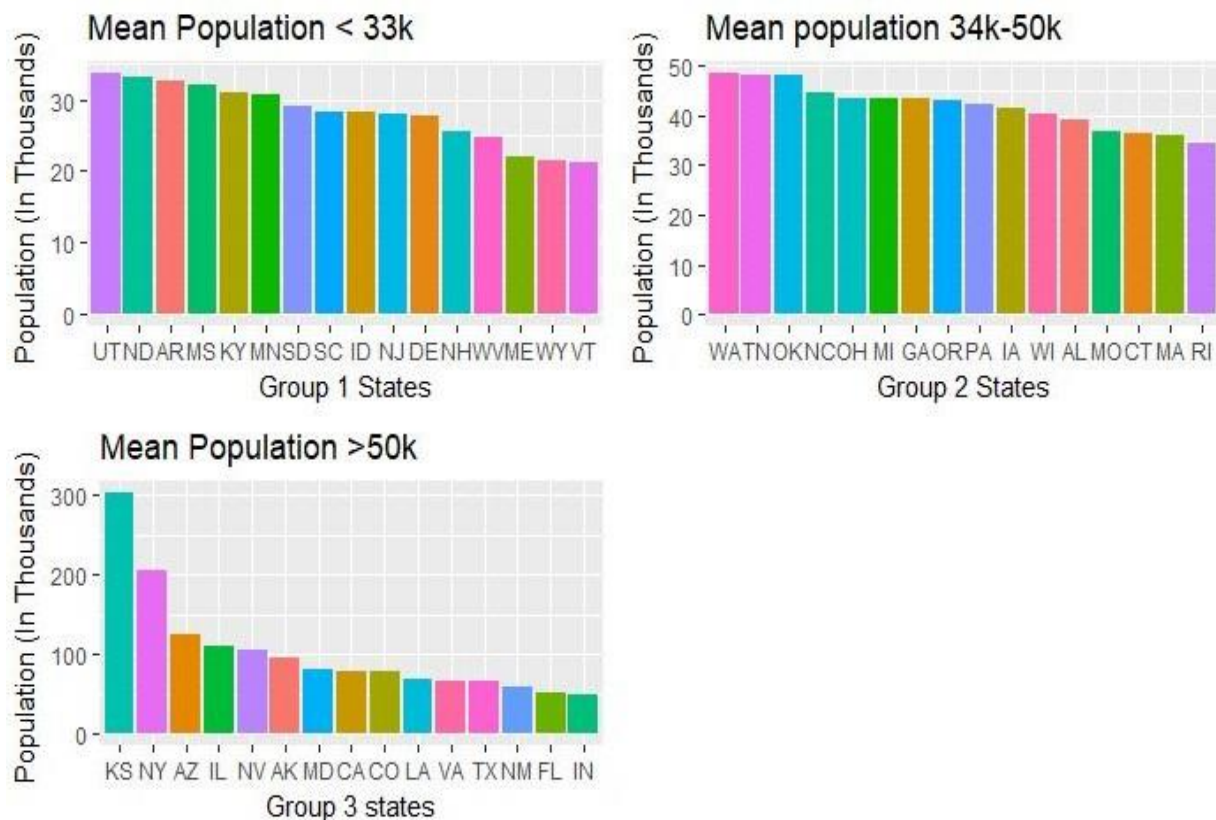 Mean Population < 33k
Population (In Thousands)
30
20
10
0
UT ND AR MS KY MN SD SC ID NJ DE NH WV ME WY VT
Group 1 States
Mean population 34k-50k
Population (In Thousands)
50
40
30
20
10
0
WA TN OK NC OH MI GA OR PA IA WI AL MO CT MA RI
Group 2 States
Mean Population >50k
Population (In Thousands)
300
200
100
0
KS NY AZ IL NV AK MD CA CO LA VA TX NM FL IN
Group 3 states